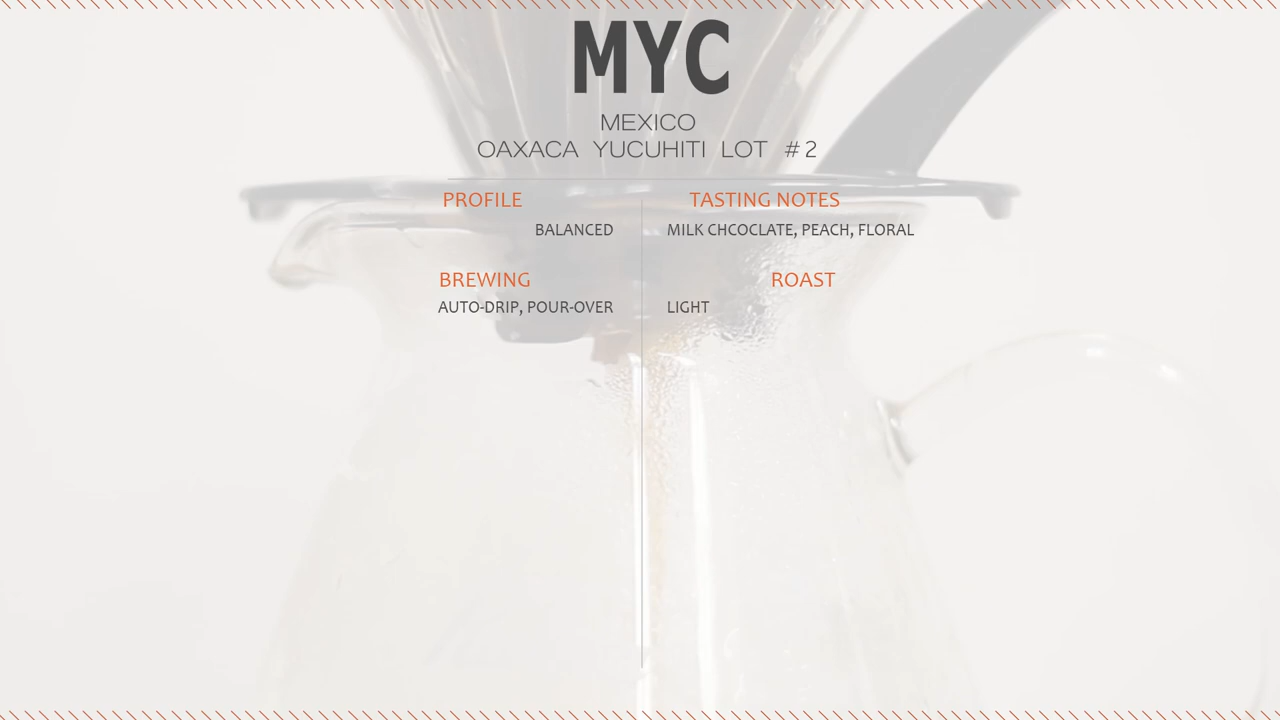 MYC
MEXICO
OAXACA YUCUHITI LOT #2
PROFILE
BALANCED
BREWING
AUTO-DRIP, POUR-OVER
TASTING NOTES
MILK CHCOCLATE, PEACH, FLORAL
ROAST
LIGHT